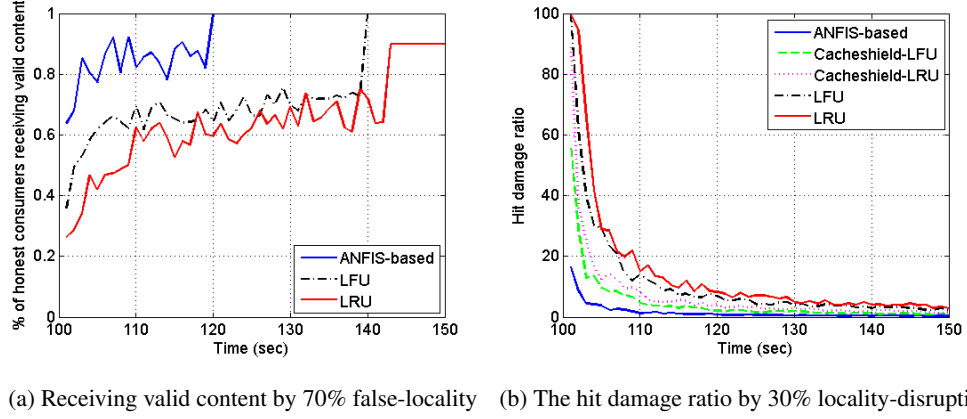 % of honest consumers receiving valid content
1
0.8
0.6
0.4
0.2
0
100
110
120
130
140
150
Time (sec)
ANFIS-based
LFU
LRU
Hit damage ratio
100
80
60
40
20
0
100
110
120
130
140
150
Time (sec)
ANFIS-based
Cacheshield-LFU
Cacheshield-LRU
LFU
LRU
(a) Receiving valid content by 70% false-locality
(b) The hit damage ratio by 30% locality-disrupti